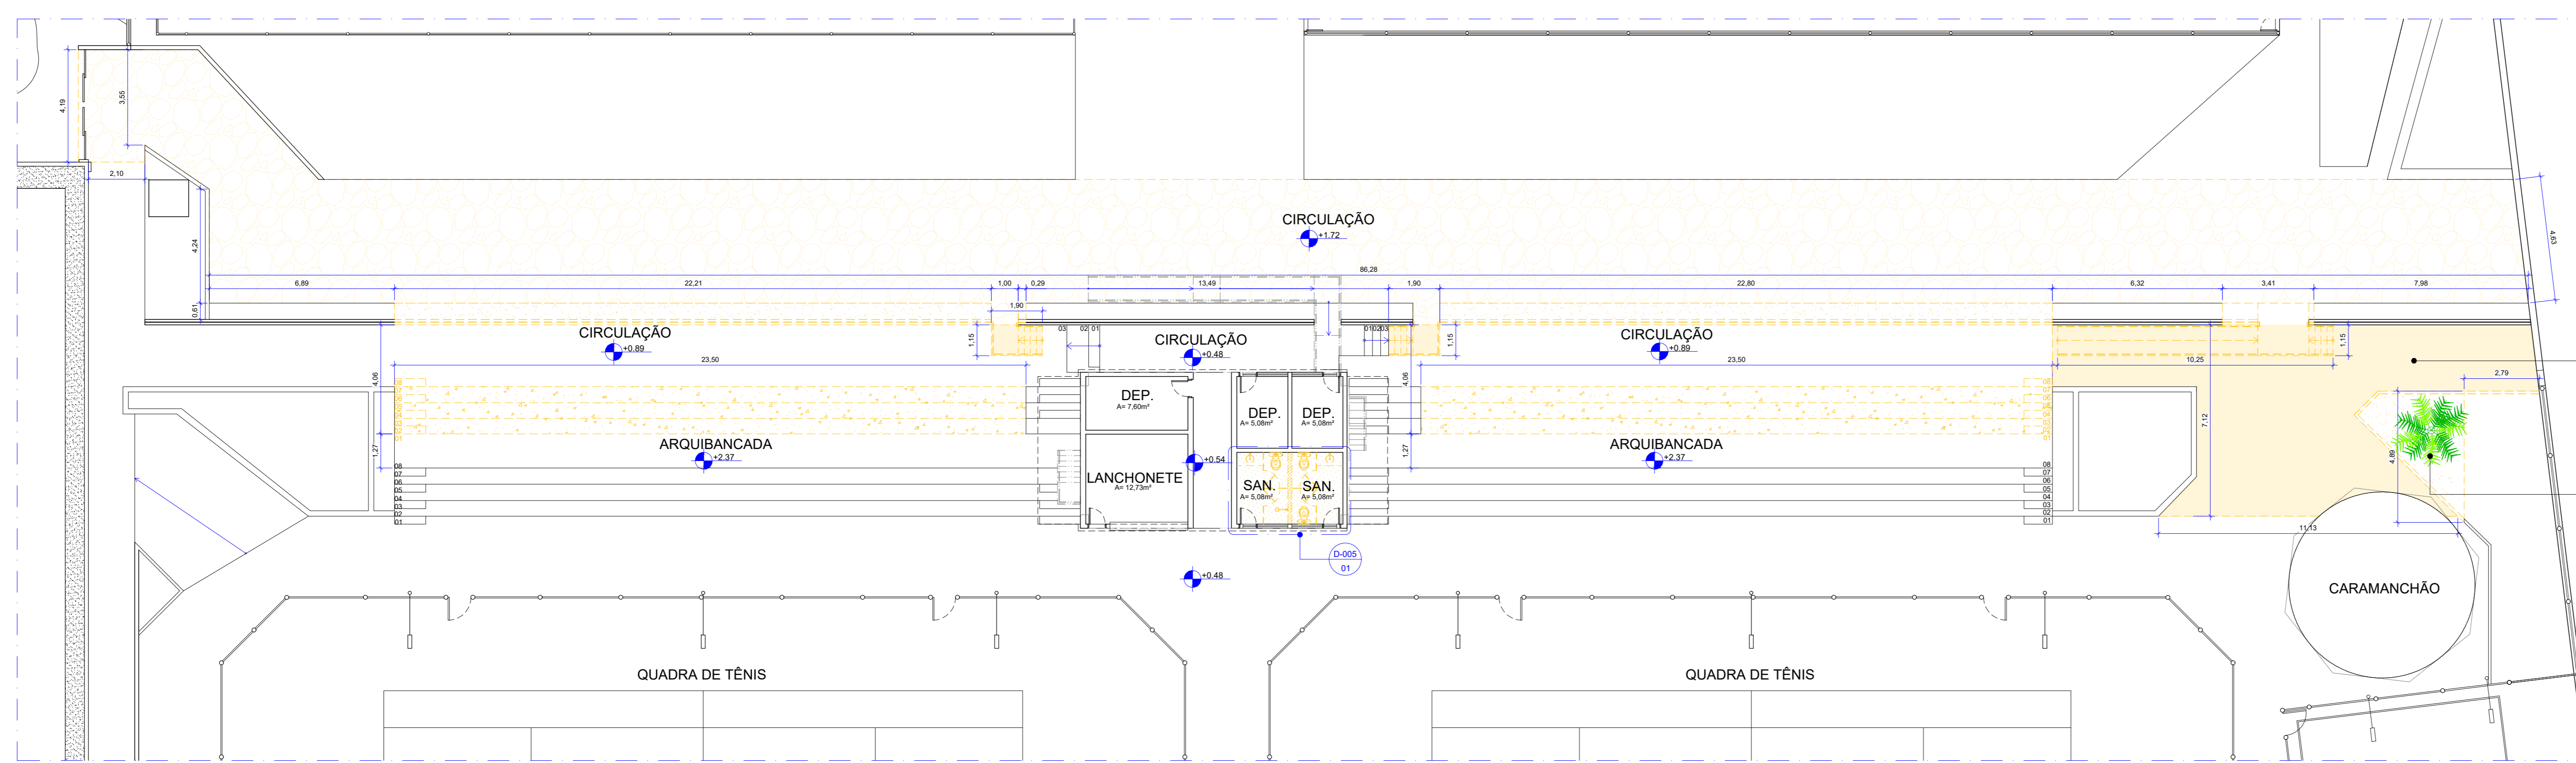 4,19
3,55
2,10
4,24
0,61
CIRCULAÇÃO
+1.72
4,63
86,28
6,89
22,21
1,00
0,29
13,49
1,90
22,80
6,32
3,41
7,98
1,90
CIRCULAÇÃO
+0.89
1,15
03
02
01
CIRCULAÇÃO
+0.48
01
02
03
1,15
CIRCULAÇÃO
+0.89
1,15
23,50
23,50
10,25
4,06
4,06
2,79
DEP.
A= 7,60m²
DEP.
A= 5,08m²
DEP.
A= 5,08m²
7,12
4,89
1,27
ARQUIBANCADA
+2.37
1,27
ARQUIBANCADA
+2.37
+0.54
LANCHONETE
A= 12,73m²
SAN.
A= 5,08m²
SAN.
A= 5,08m²
08
07
06
05
04
03
02
01
08
07
06
05
04
03
02
01
11,13
D-005
01
+0.48
CARAMANCHÃO
QUADRA DE TÊNIS
QUADRA DE TÊNIS